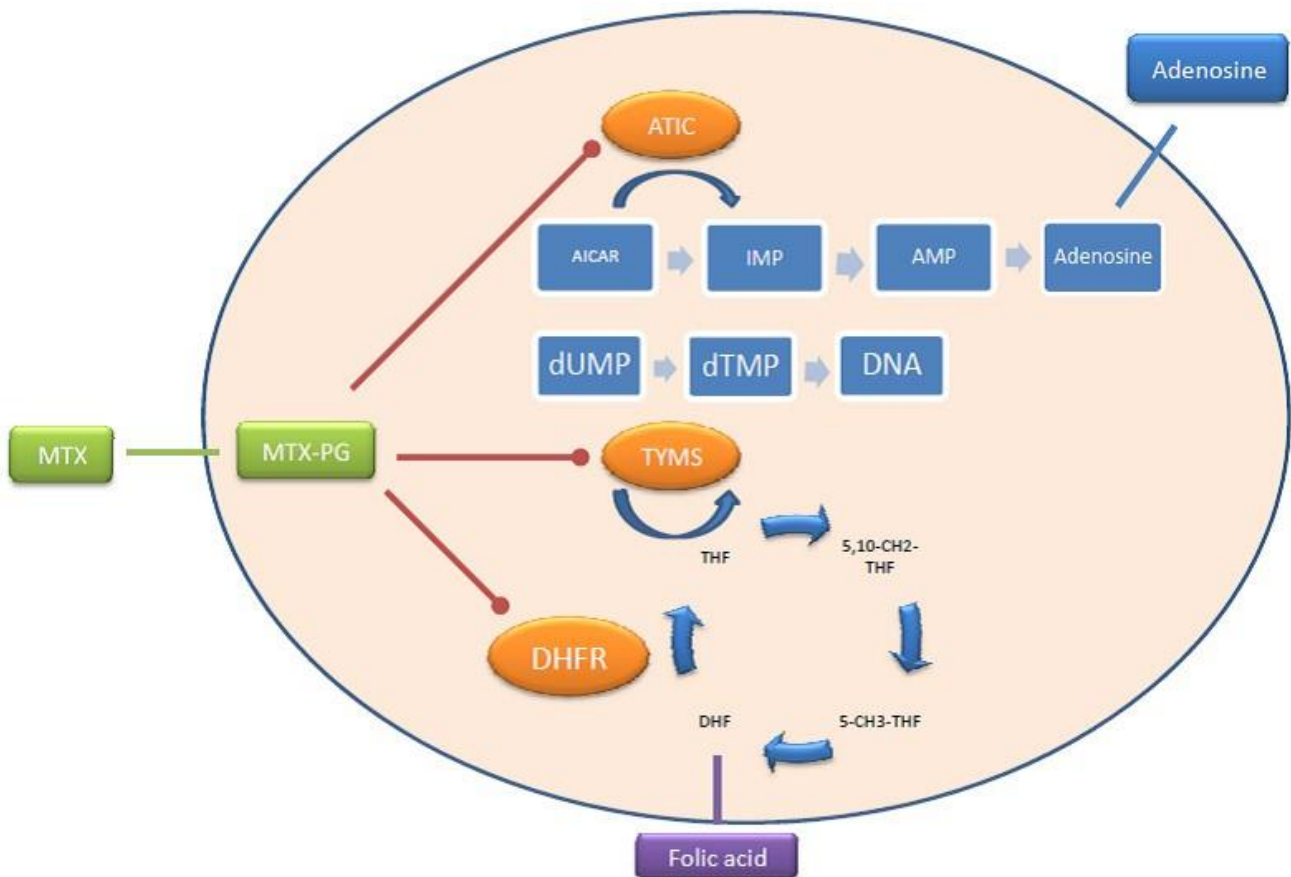 Adenosine
ATIC
AICAR
IMP
AMP
Adenosine
dUMP
dTMP
DNA
MTX
MTX-PG
TYMS
THF
5,10-CH2-
THF
DHFR
DHF
5-CH3-THF
Folic acid